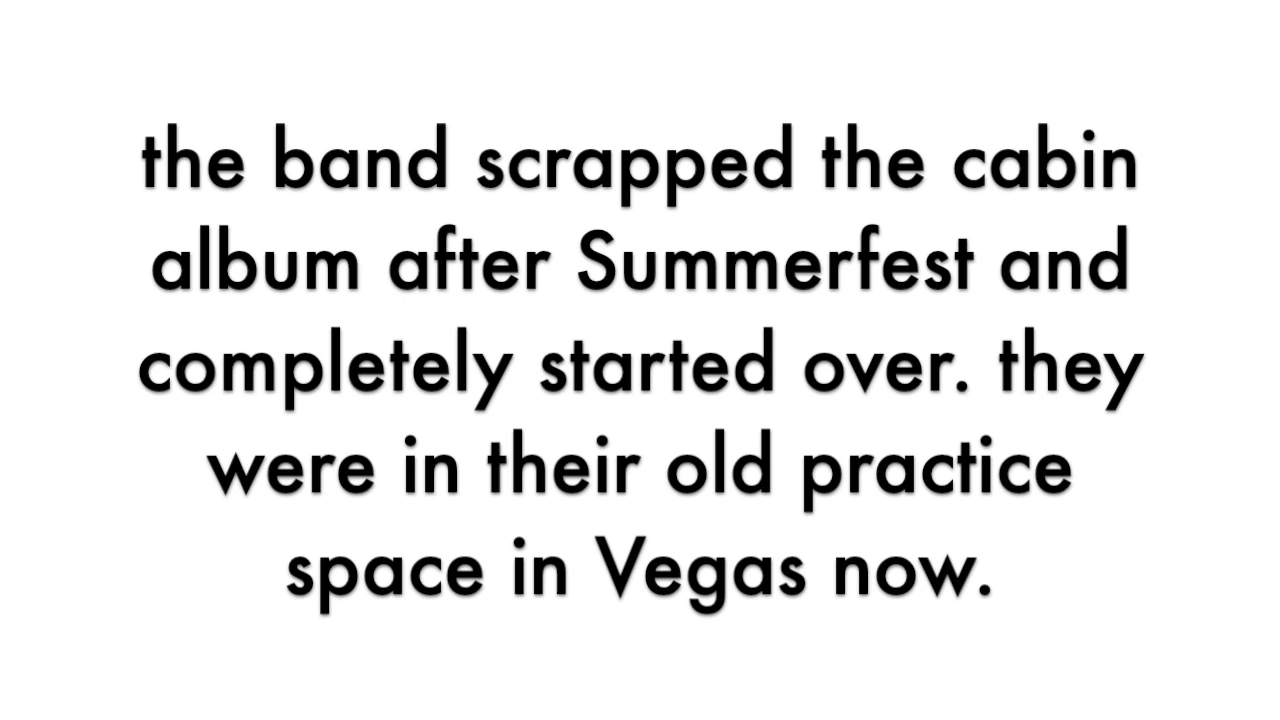 the band scrapped the cabin
album after Summerfest and
completely started over. they
were in their old practice
space in Vegas now.